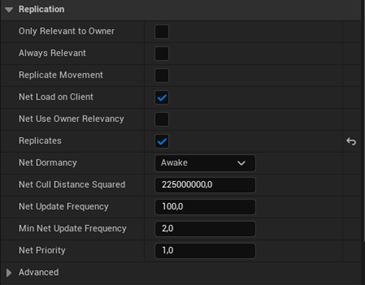 Replication
Only Relevant to Owner
Always Relevant
Replicate Movement
Net Load on Client
Net Use Owner Relevancy
Replicates
Net Dormancy Awake
Net Cull Distance Squared 225000000,0
Net Update Frequency 100,0
Min Net Update Frequency 2,0
Net Priority 1,0
Advanced